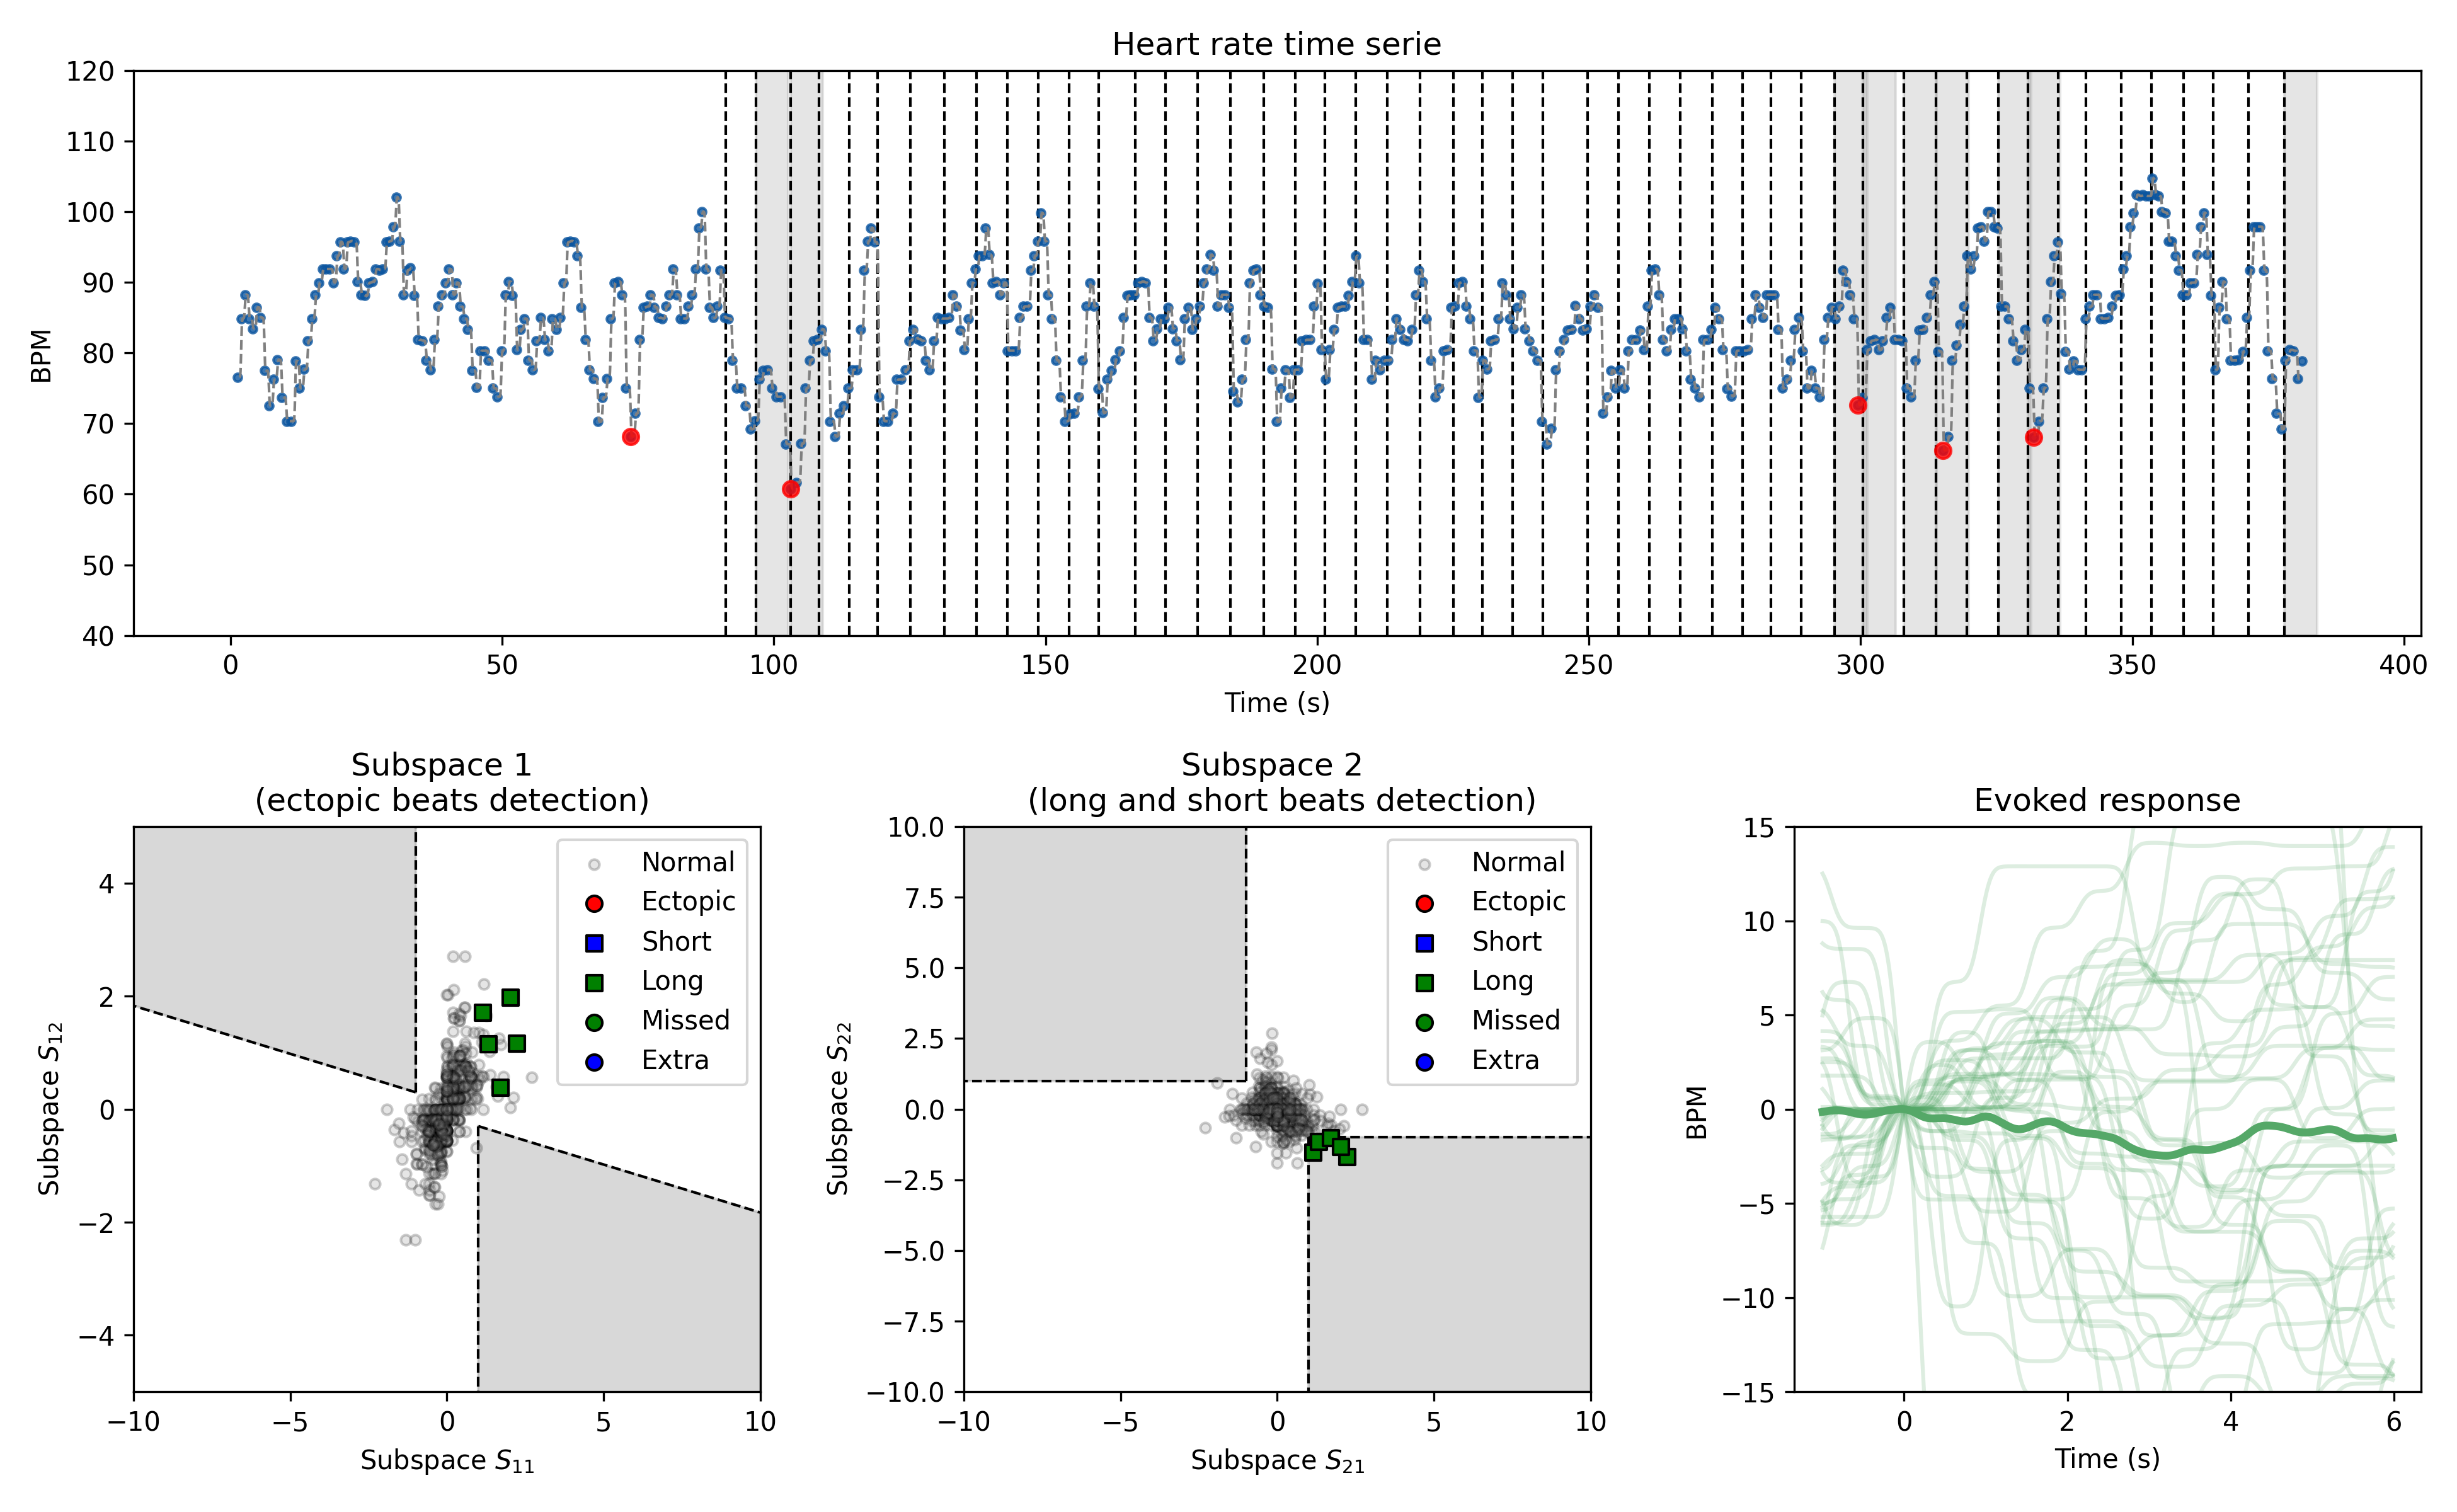 Heart rate time serie
120
110
100
90
80
70
60
50
40
BPM
0 50 100 150 200 250 300 350 400
Time (s)
Subspace 1
(ectopic beats detection)
4
2
0
−2
−4
Subspace S12
−10 −5 0 5 10
Subspace S11
Normal
Ectopic
Short
Long
Missed
Extra
Subspace 2
(long and short beats detection)
10.0
7.5
5.0
2.5
0.0
−2.5
−5.0
−7.5
−10.0
Subspace S22
−10 −5 0 5 10
Subspace S21
Normal
Ectopic
Short
Long
Missed
Extra
Evoked response
15
10
5
0
−5
−10
−15
BPM
0 2 4 6
Time (s)